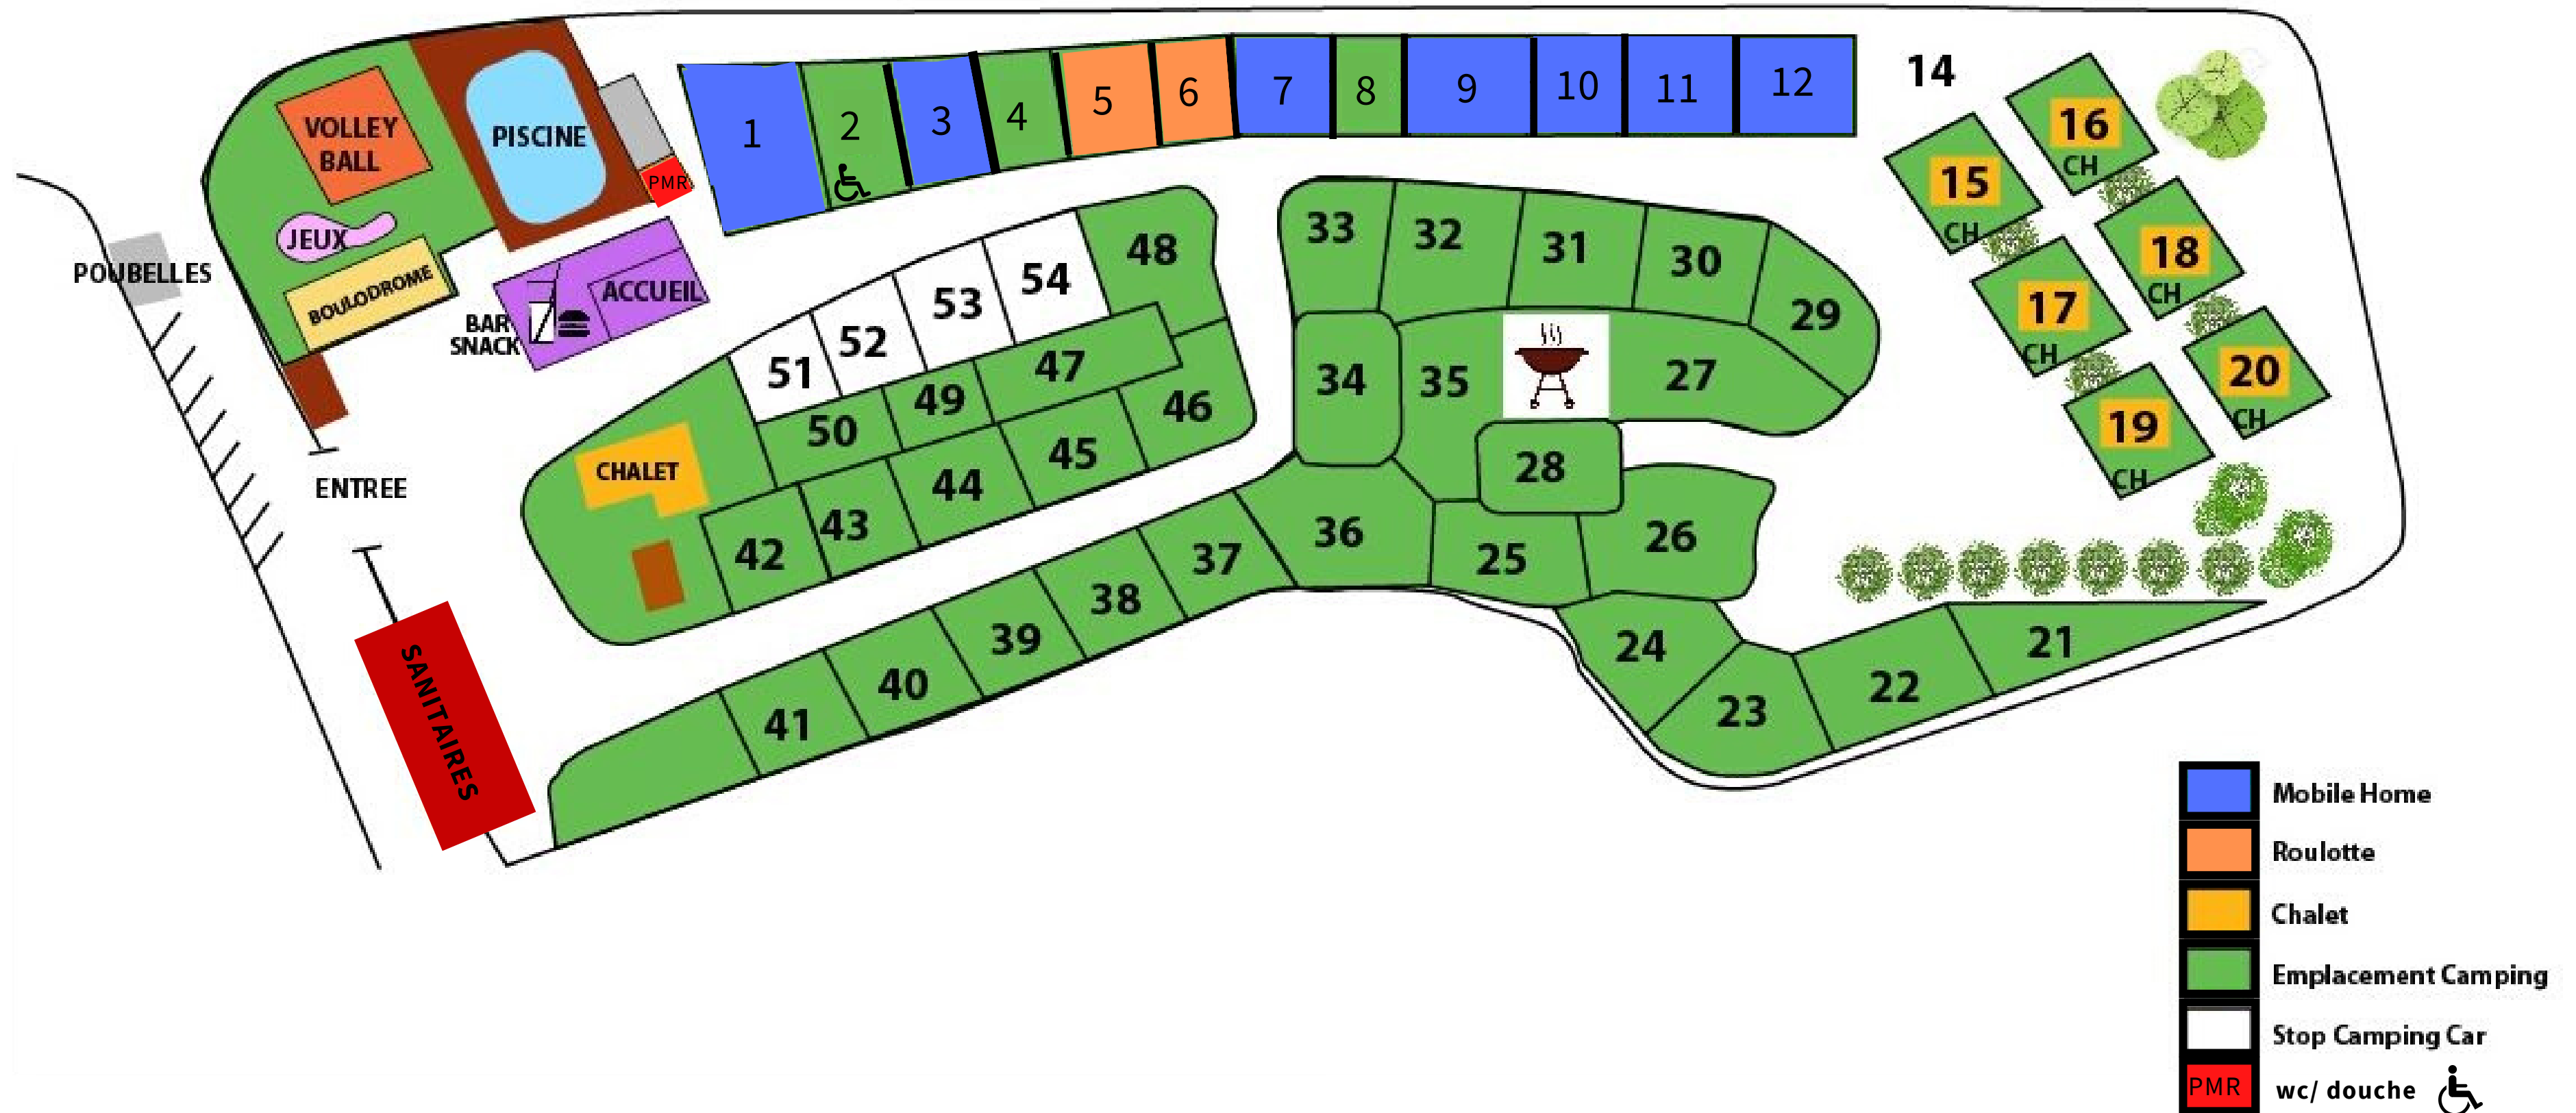 VOLLEY
BALL
PISCINE
PMR
JEUX
BOULODROME
POUBELLES
BAR
SNACK
ACCUEIL
ENTREE
SANITAIRES
CHALET
1
2
3
4
5
6
7
8
9
10
11
12
14
15
CH
16
CH
17
CH
18
CH
19
CH
20
CH
33
32
31
30
29
34
35
27
28
36
25
26
24
23
22
21
48
54
53
52
51
50
49
47
46
45
44
43
42
37
38
39
40
41
Mobile Home
Roulotte
Chalet
Emplacement Camping
Stop Camping Car
PMR wc/ douche